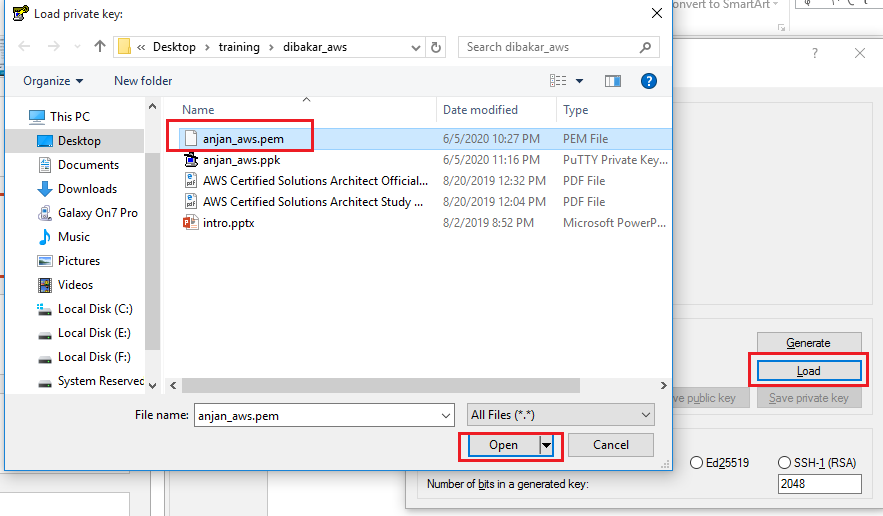 Load private key:
onvert to SmartArt
« Desktop › training › dibakar_aws
Search dibakar_aws
Organize
New folder
Name
Date modified
Type
This PC
Desktop
Documents
Downloads
Galaxy On7 Pro
Music
Pictures
Videos
Local Disk (C:)
Local Disk (E:)
Local Disk (F:)
System Reserved
anjan_aws.pem 6/5/2020 10:27 PM PEM File
anjan_aws.ppk 6/5/2020 11:16 PM PuTTY Private Key...
AWS Certified Solutions Architect Official... 8/20/2019 12:32 PM PDF File
AWS Certified Solutions Architect Study ... 8/20/2019 12:04 PM PDF File
intro.pptx 8/2/2019 8:52 PM Microsoft PowerP...
File name: anjan_aws.pem
All Files (*.*)
Open
Cancel
?
Generate
Load
ve public key
Save private key
Ed25519
SSH-1 (RSA)
Number of bits in a generated key:
2048